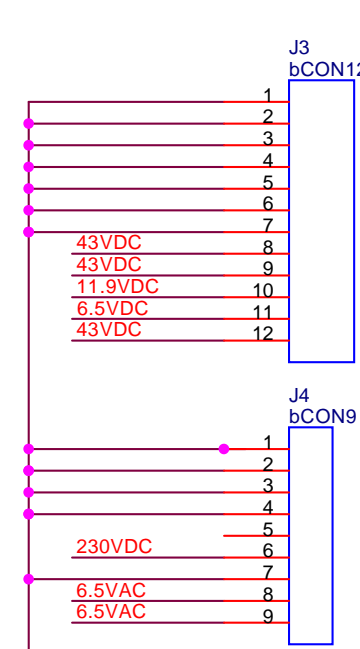 J3
bCON12
1
2
3
4
5
6
7
43VDC 8
43VDC 9
11.9VDC 10
6.5VDC 11
43VDC 12
J4
bCON9
1
2
3
4
5
230VDC 6
7
6.5VAC 8
6.5VAC 9